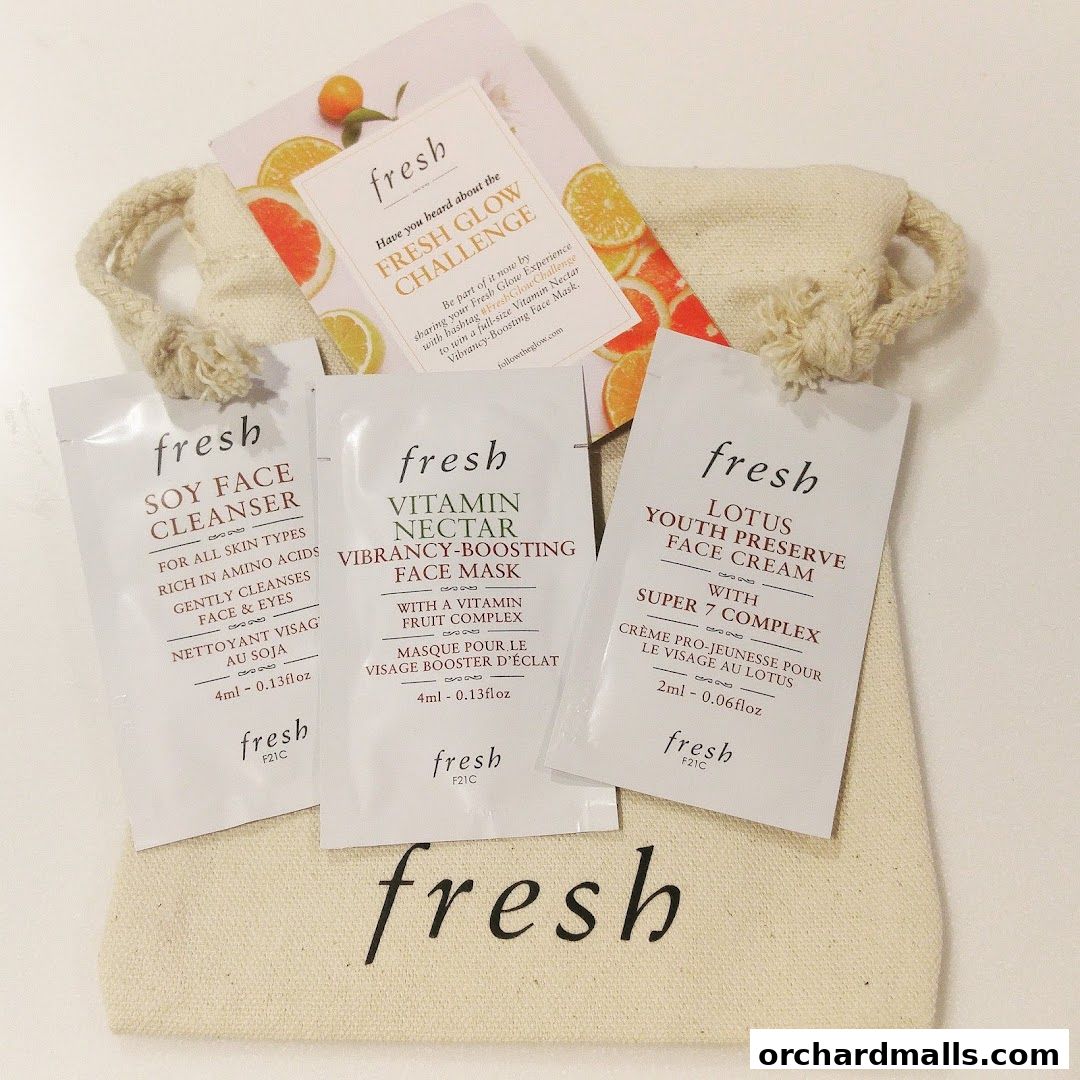 fresh
Have you heard about the
FRESH GLOW
CHALLENGE
Be part of it now by
sharing your Fresh Glow Experience
with hashtag #FreshGlowChallenge
to win a full-size Vitamin Nectar
Vibrancy-Boosting Face Mask.
followtheglow.com
fresh
SOY FACE
CLEANSER
FOR ALL SKIN TYPES
RICH IN AMINO ACIDS
GENTLY CLEANSES
FACE & EYES
NETTOYANT VISAG
AU SOJA
4ml - 0.13floz
fresh
F21C
fresh
VITAMIN
NECTAR
VIBRANCY-BOOSTING
FACE MASK
WITH A VITAMIN
FRUIT COMPLEX
MASQUE POUR LE
VISAGE BOOSTER D'ÉCLAT
4ml - 0.13floz
fresh
F21C
fresh
LOTUS
YOUTH PRESERVE
FACE CREAM
WITH
SUPER 7 COMPLEX
CRÈME PRO-JEUNESSE POUR
LE VISAGE AU LOTUS
2ml - 0.06floz
fresh
F21C
fresh
orchardmalls.com